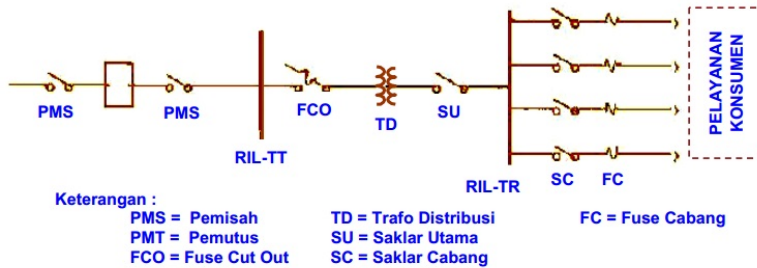 PMS
PMS
RIL-TT
FCO
TD
SU
RIL-TR
SC
FC
PELAYANAN
KONSUMEN
Keterangan :
PMS = Pemisah
TD = Trafo Distribusi
FC = Fuse Cabang
PMT = Pemutus
SU = Saklar Utama
FCO = Fuse Cut Out
SC = Saklar Cabang